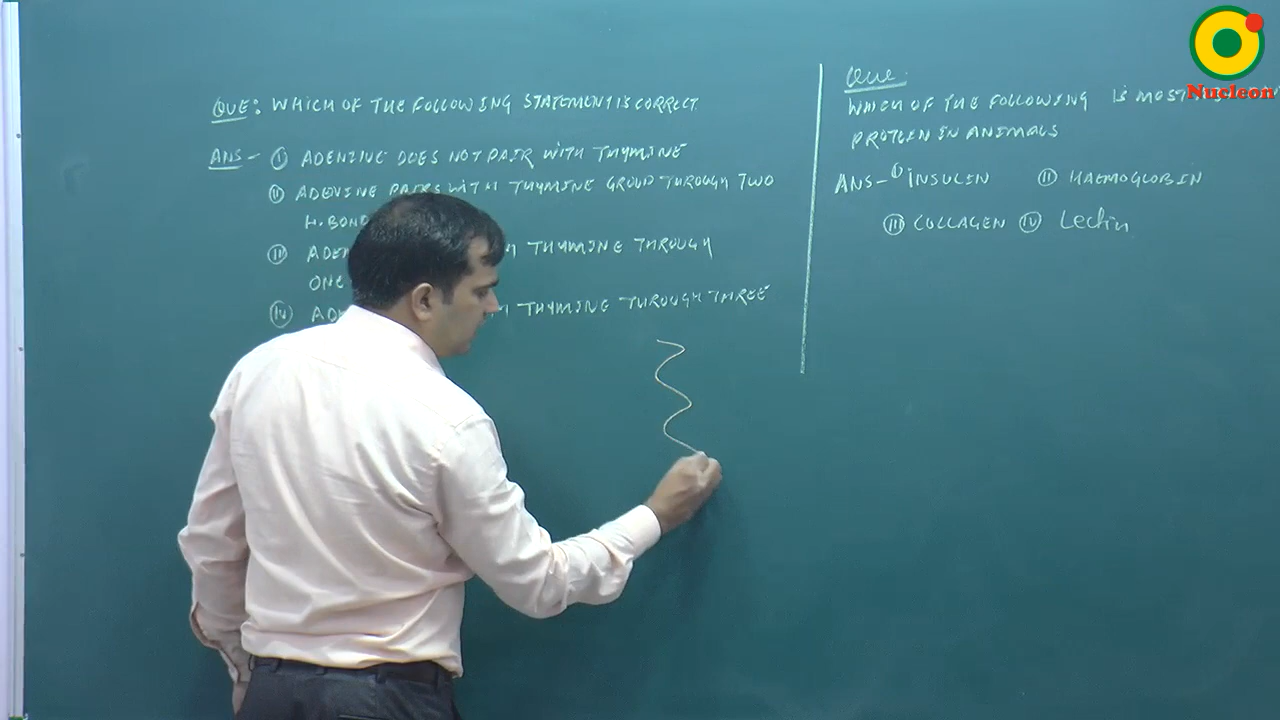 QUE: WHICH OF THE FOLLOWING STATEMENT IS CORRECT
ANS - (I) ADENINE DOES NOT PAIR WITH THYMINE
(II) ADENINE PAIRS WITH THYMINE GROUP THROUGH TWO
H. BOND
(III) THYMINE THROUGH
ONE
(IV) THYMINE THROUGH THREE
Que.
WHICH OF THE FOLLOWING IS MOST
PROTEIN IN ANIMALS
ANS - (I) INSULIN (II) HAEMOGLOBIN
(III) COLLAGEN (IV) Lectin
Nucleon